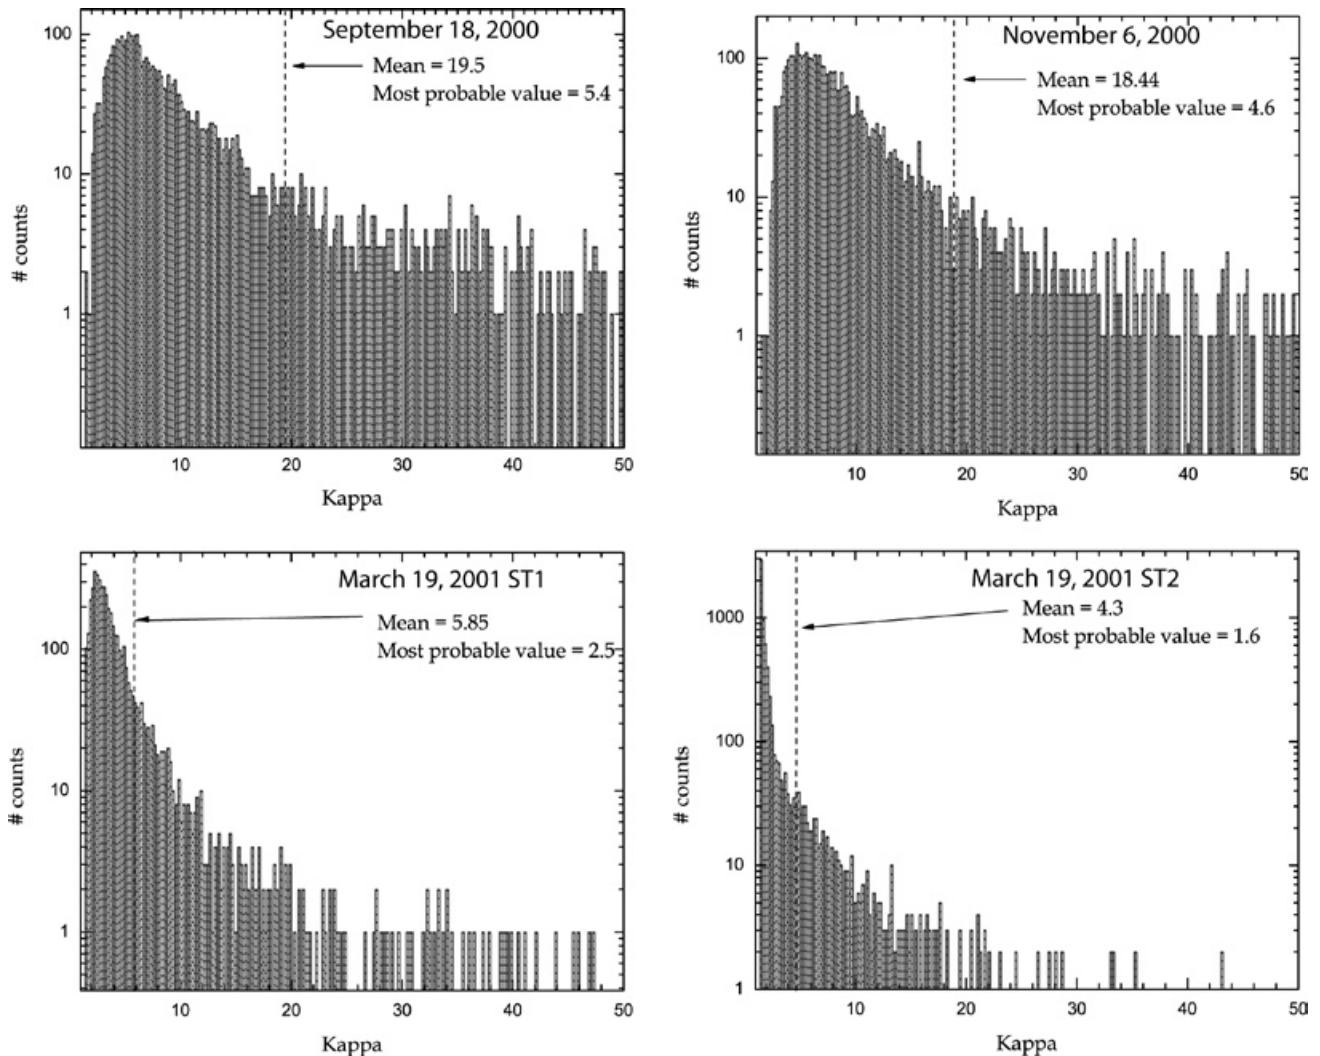 September 18, 2000
Mean = 19.5
Most probable value = 5.4
100
10
1
# counts
10 20 30 40 50
Kappa
November 6, 2000
Mean = 18.44
Most probable value = 4.6
100
10
1
# counts
10 20 30 40 50
Kappa
March 19, 2001 ST1
Mean = 5.85
Most probable value = 2.5
100
10
1
# counts
10 20 30 40 50
Kappa
March 19, 2001 ST2
Mean = 4.3
Most probable value = 1.6
1000
100
10
1
# counts
10 20 30 40 50
Kappa